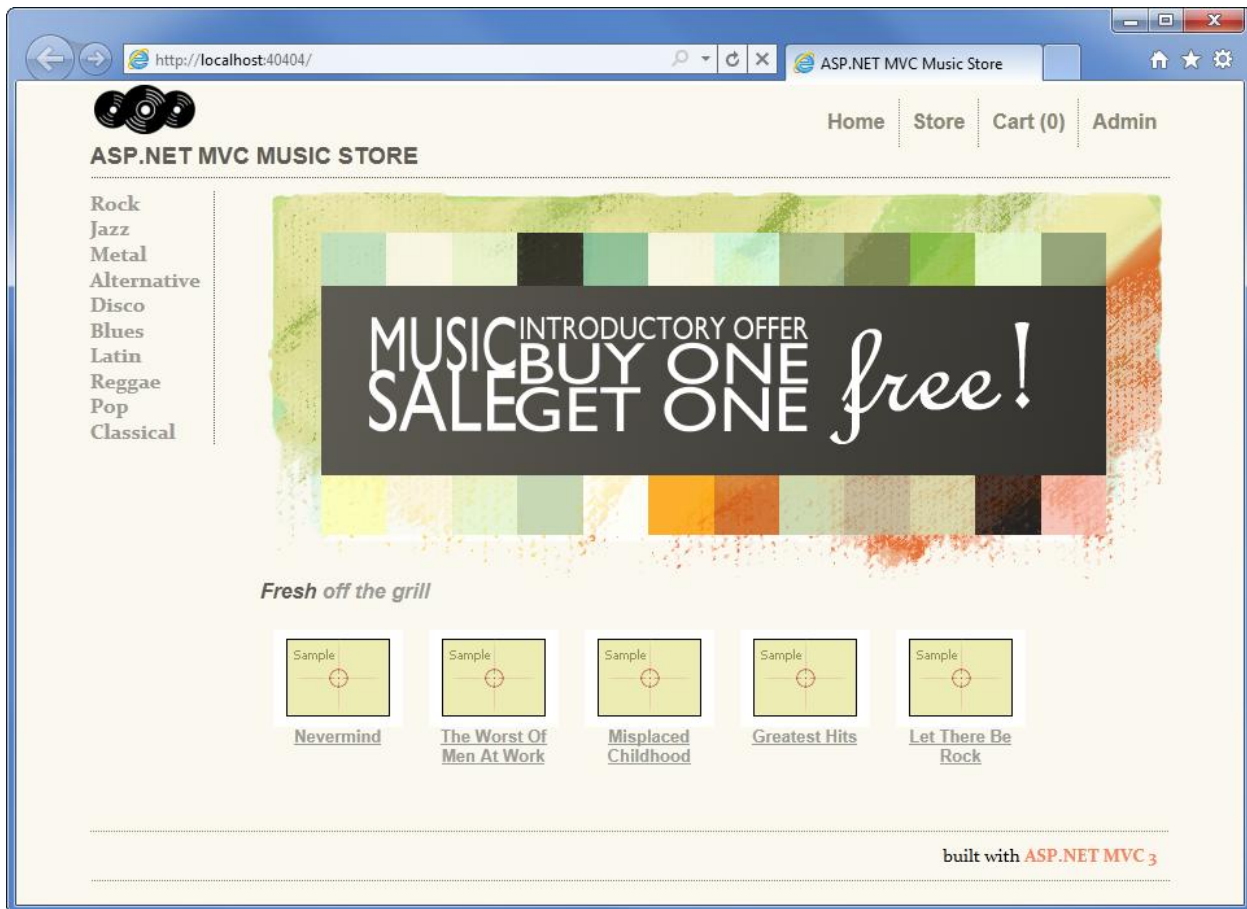 http://localhost:40404/
ASP.NET MVC Music Store
Home Store Cart (0) Admin
ASP.NET MVC MUSIC STORE
Rock
Jazz
Metal
Alternative
Disco
Blues
Latin
Reggae
Pop
Classical
MUSIC SALE
INTRODUCTORY OFFER
BUY ONE
GET ONE
free!
Fresh off the grill
Sample Sample Sample Sample Sample
Nevermind
The Worst Of
Men At Work
Misplaced
Childhood
Greatest Hits
Let There Be
Rock
built with ASP.NET MVC 3